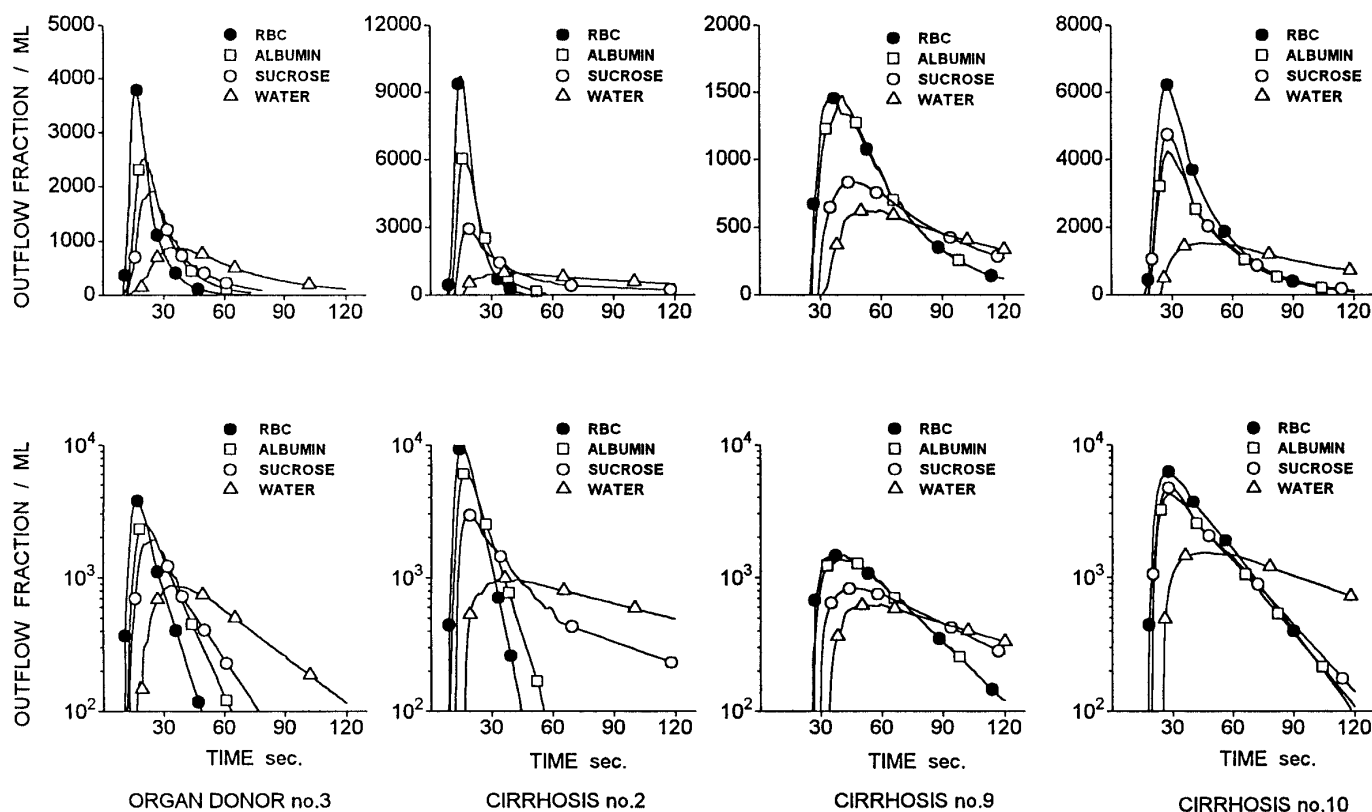 OUTFLOW FRACTION / ML
5000
4000
3000
2000
1000
0
30 60 90 120
RBC
ALBUMIN
SUCROSE
WATER
12000
9000
6000
3000
0
30 60 90 120
RBC
ALBUMIN
SUCROSE
WATER
2000
1500
1000
500
0
30 60 90 120
RBC
ALBUMIN
SUCROSE
WATER
8000
6000
4000
2000
0
30 60 90 120
RBC
ALBUMIN
SUCROSE
WATER
OUTFLOW FRACTION / ML
10⁴
10³
10²
30 60 90 120
TIME sec.
RBC
ALBUMIN
SUCROSE
WATER
ORGAN DONOR no.3
10⁴
10³
10²
30 60 90 120
TIME sec.
RBC
ALBUMIN
SUCROSE
WATER
CIRRHOSIS no.2
10⁴
10³
10²
30 60 90 120
TIME sec.
RBC
ALBUMIN
SUCROSE
WATER
CIRRHOSIS no.9
10⁴
10³
10²
30 60 90 120
TIME sec.
RBC
ALBUMIN
SUCROSE
WATER
CIRRHOSIS no.10